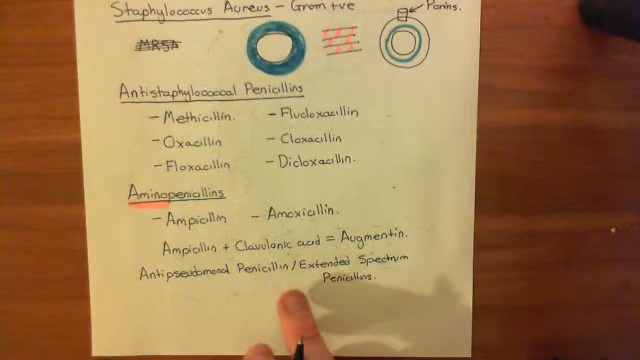 Staphylococcus Aureus - Gram +ve
Porins.
MRSA
Antistaphylococcal Penicillins
- Methicillin. - Flucloxacillin
- Oxacillin - Cloxacillin
- Floxacillin - Dicloxacillin.
Aminopenicillins
- Ampicillin - Amoxicillin.
Ampicillin + Clavulanic acid = Augmentin.
Antipseudomonal Penicillin / Extended Spectrum
Penicillins.